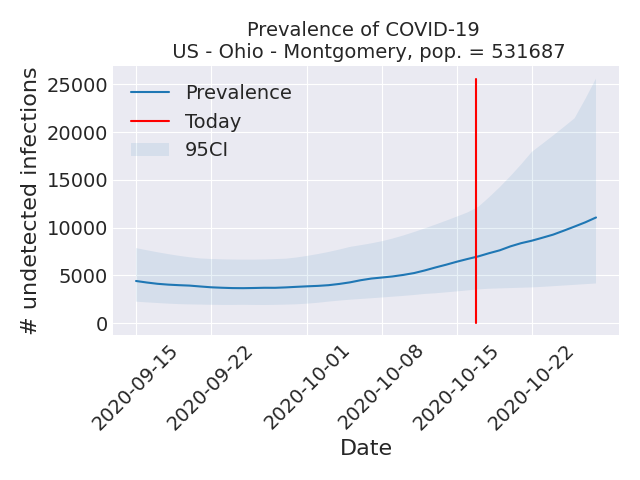 Prevalence of COVID-19
US - Ohio - Montgomery, pop. = 531687
# undetected infections
25000
20000
15000
10000
5000
0
Prevalence
Today
95CI
2020-09-15
2020-09-22
2020-10-01
2020-10-08
2020-10-15
2020-10-22
Date